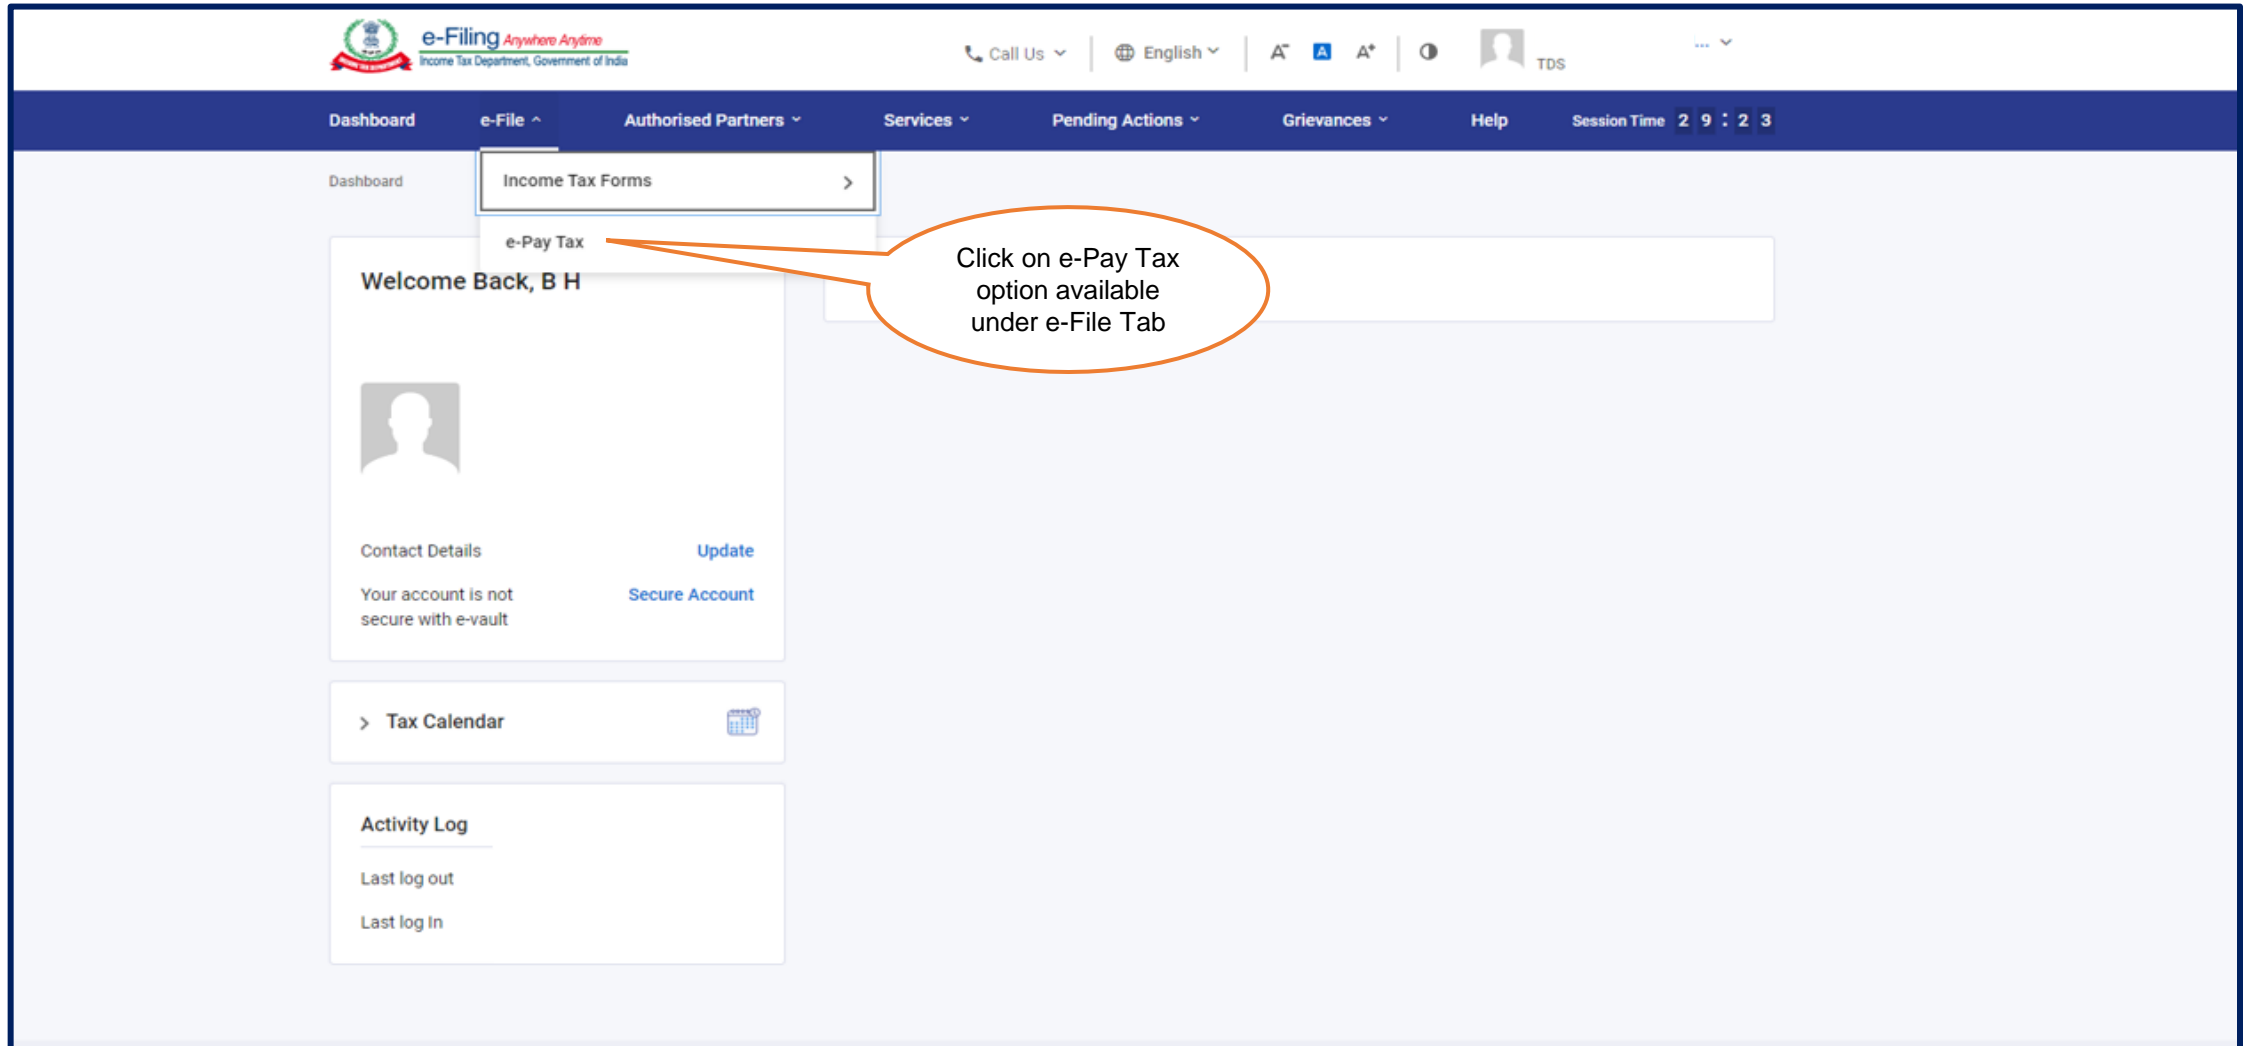 e-Filing Anywhere Anytime
Income Tax Department, Government of India
Call Us
English
A- A A+
TDS
...
Dashboard e-File Authorised Partners Services Pending Actions Grievances Help Session Time 2 9 : 2 3
Dashboard
Income Tax Forms
e-Pay Tax
Click on e-Pay Tax
option available
under e-File Tab
Welcome Back, B H
Contact Details Update
Your account is not Secure Account
secure with e-vault
Tax Calendar
Activity Log
Last log out
Last log In